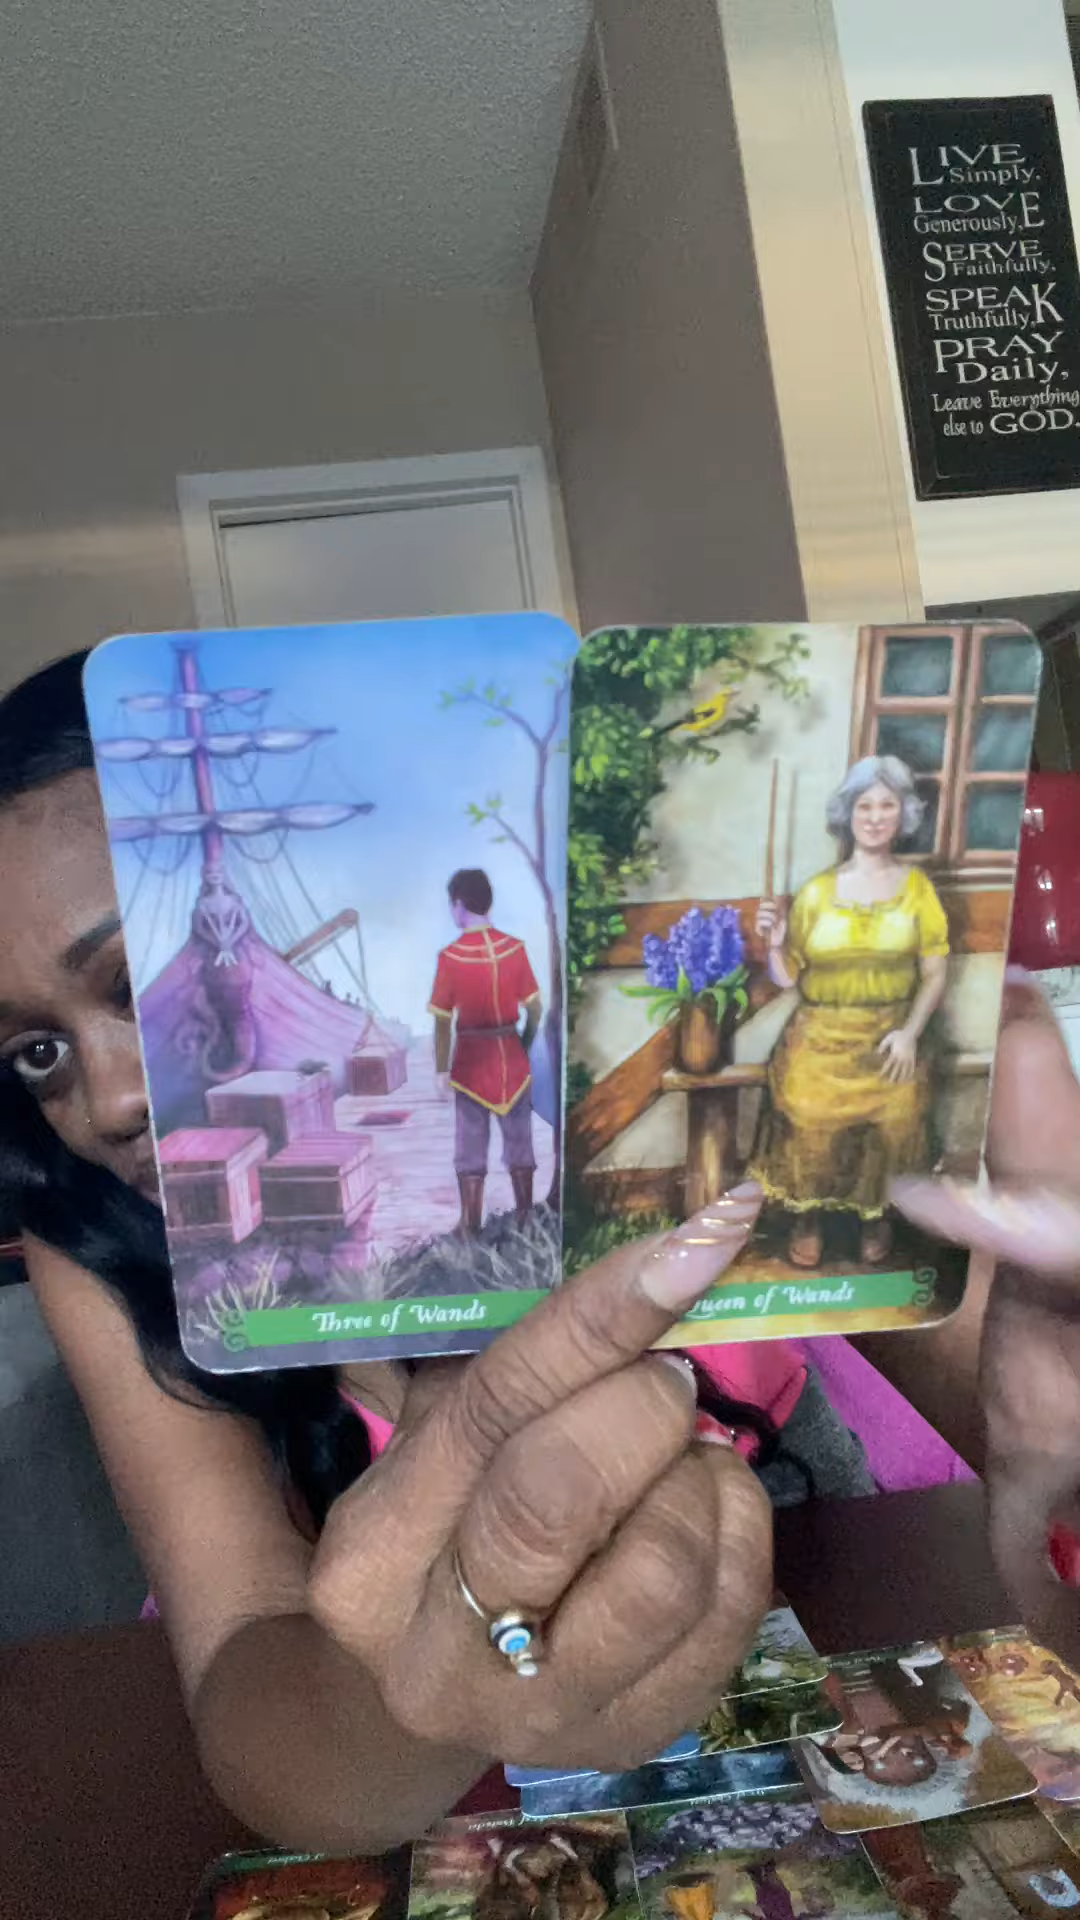 LIVE
Simply,
LOVE
Generously,
SERVE
Faithfully,
SPEAK
Truthfully,
PRAY
Daily,
Leave Everything
else to GOD.
Three of Wands
Queen of Wands